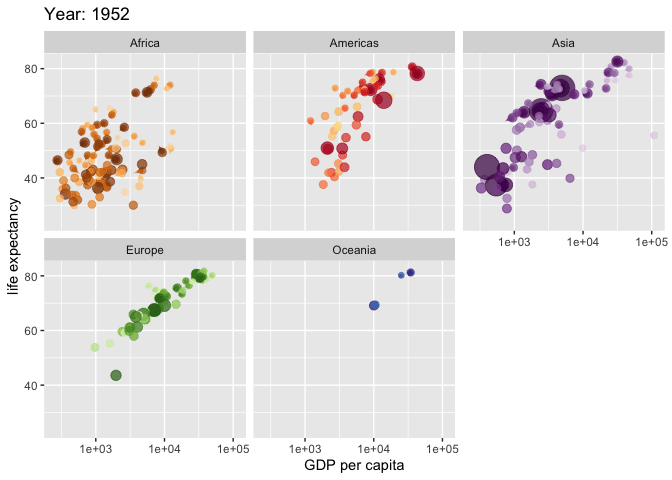 Year: 1952
Africa
Americas
Asia
80
60
40
1e+03 1e+04 1e+05
Europe
Oceania
80
60
40
1e+03 1e+04 1e+05
1e+03 1e+04 1e+05
life expectancy
GDP per capita